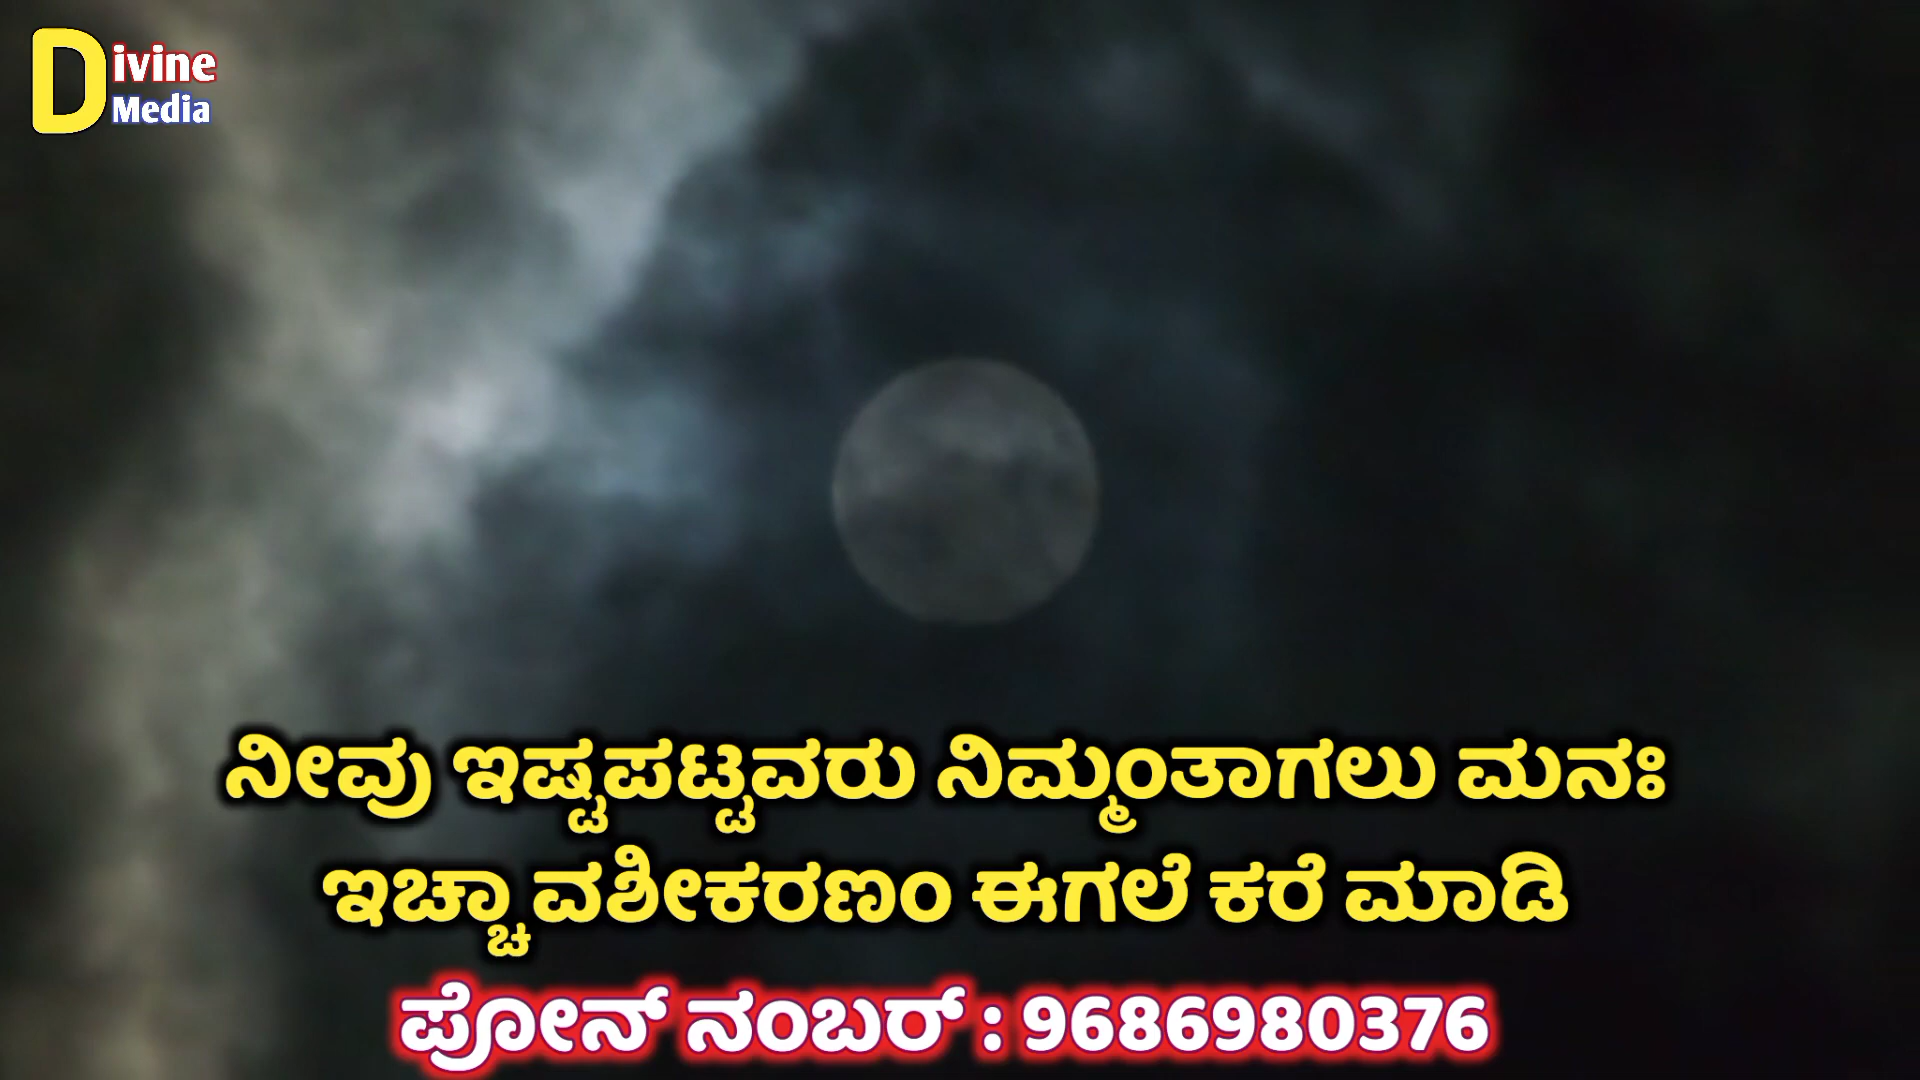 Divine
Media
ನೀವು ಇಷ್ಟಪಟ್ಟವರು ನಿಮ್ಮಂತಾಗಲು ಮನಃ
ಇಚ್ಚಾವಶೀಕರಣಂ ಈಗಲೆ ಕರೆ ಮಾಡಿ
ಫೋನ್ ನಂಬರ್ : 9686980376